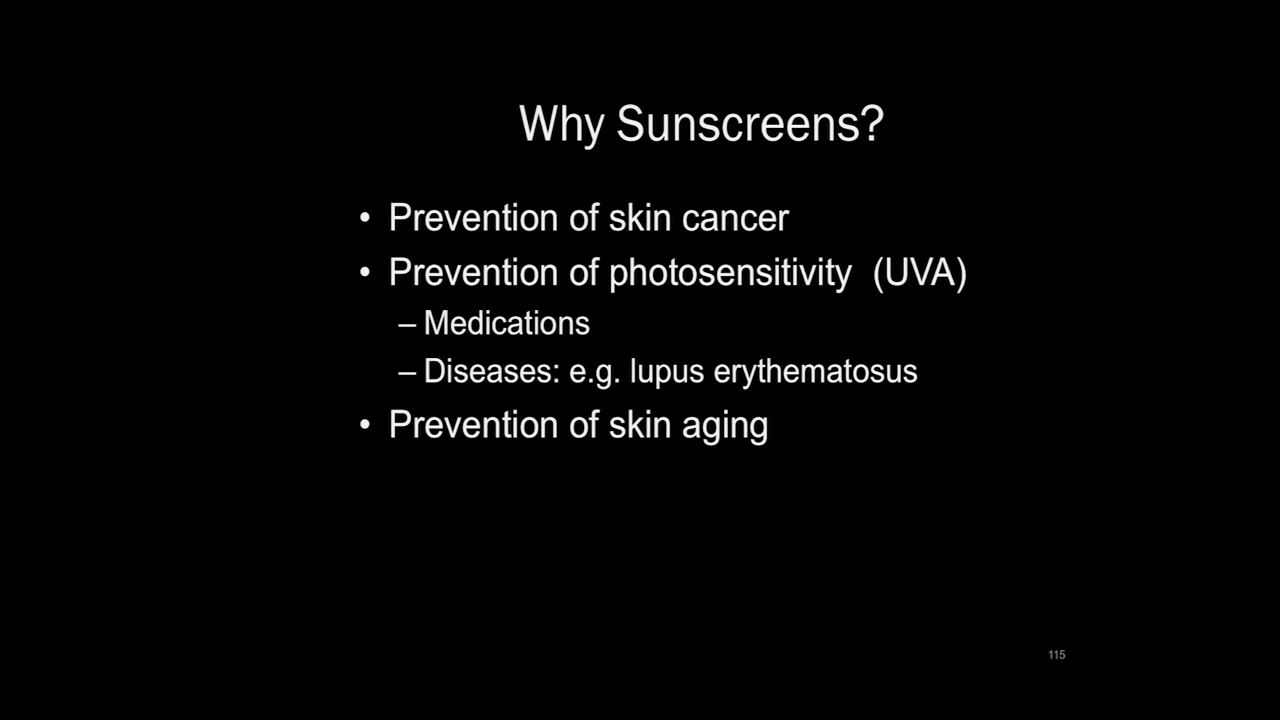 Why Sunscreens?
• Prevention of skin cancer
• Prevention of photosensitivity (UVA)
– Medications
– Diseases: e.g. lupus erythematosus
• Prevention of skin aging
115